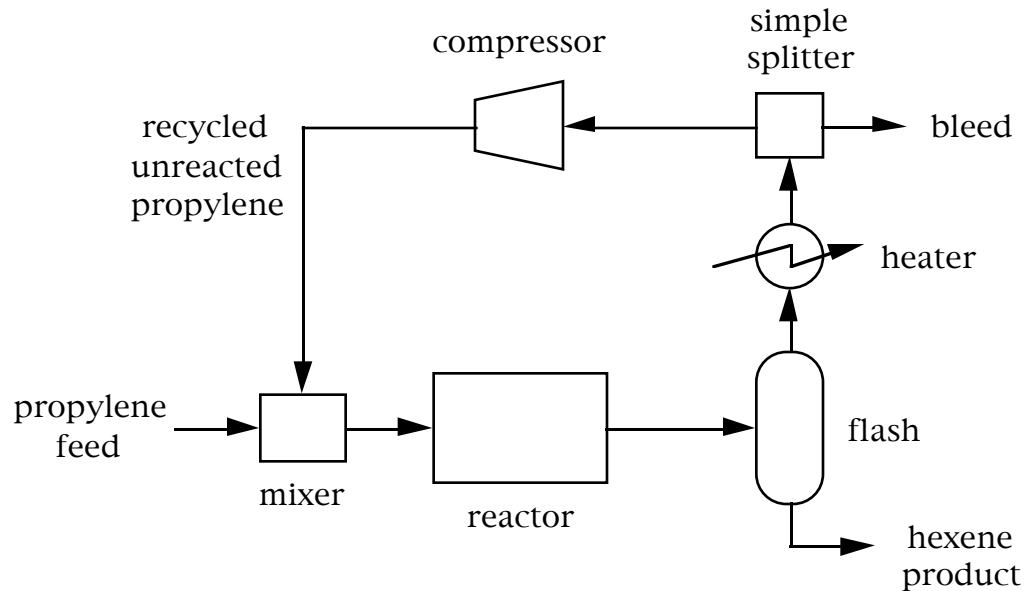 simple
splitter
compressor
bleed
recycled
unreacted
propylene
heater
propylene
feed
mixer
reactor
flash
hexene
product